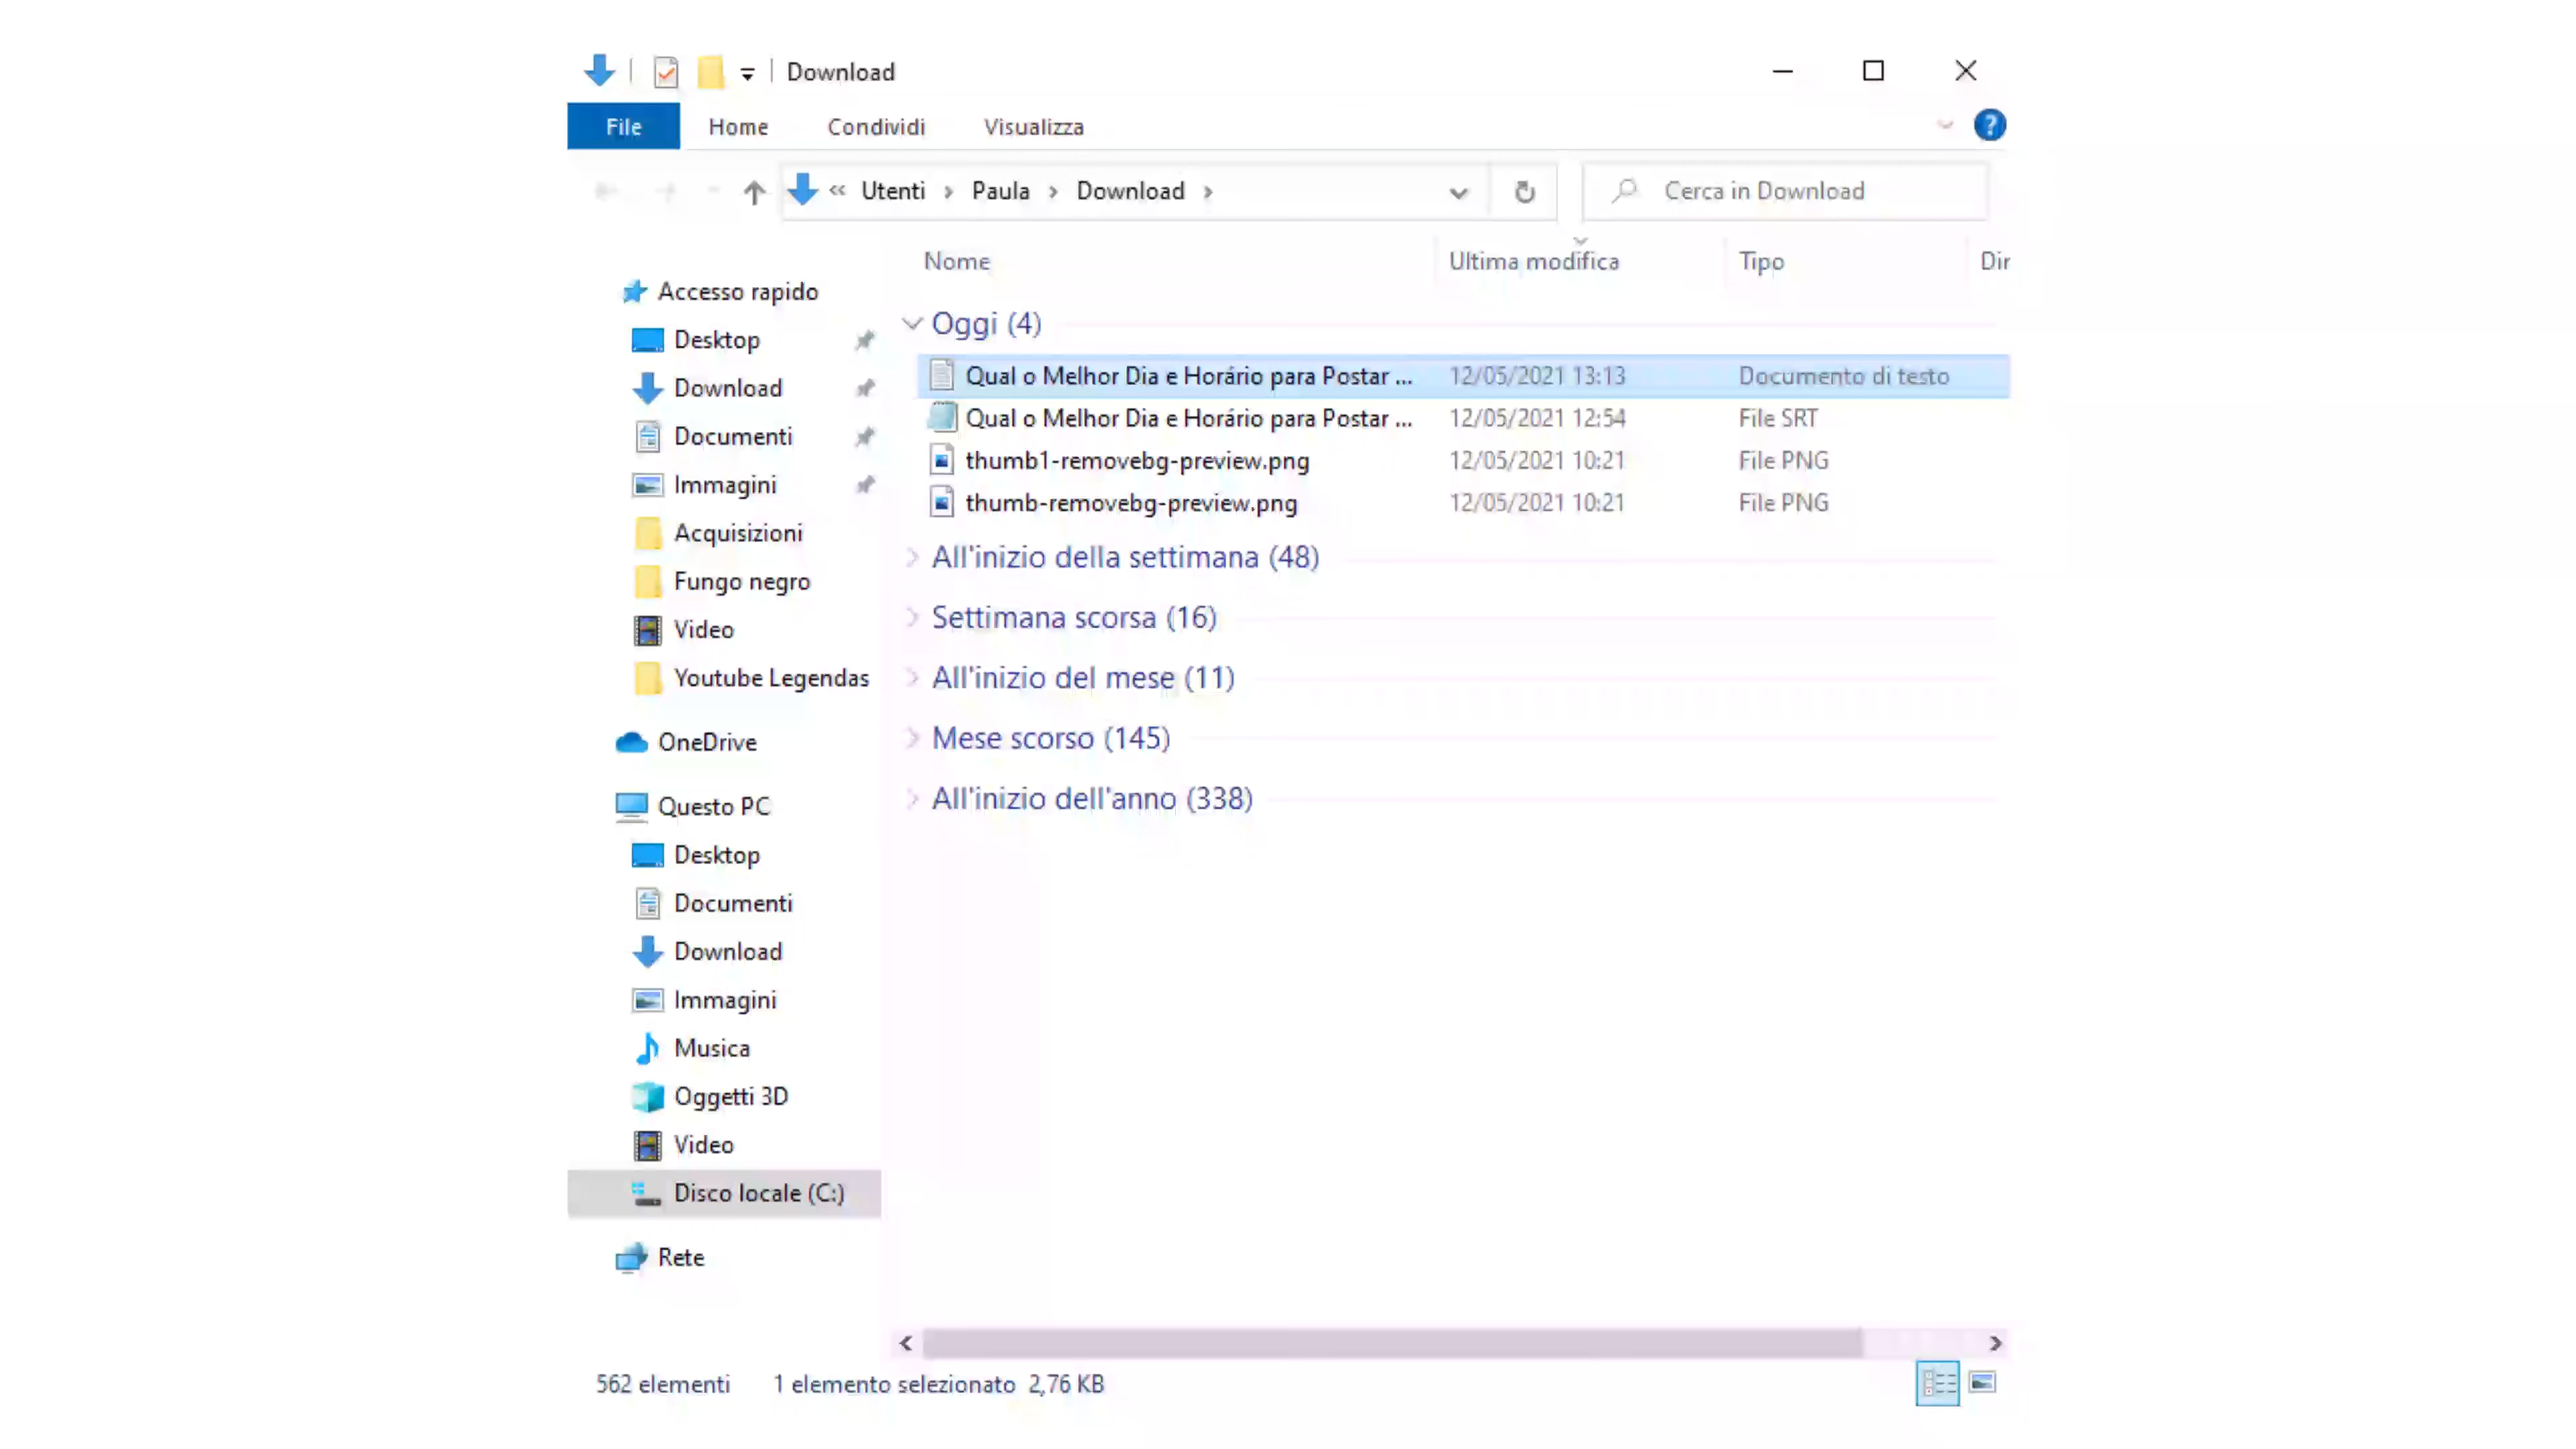 Download
File Home Condividi Visualizza
« Utenti › Paula › Download ›
Cerca in Download
Nome Ultima modifica Tipo Dir
Accesso rapido
Desktop
Download
Documenti
Immagini
Acquisizioni
Fungo negro
Video
Youtube Legendas
OneDrive
Questo PC
Desktop
Documenti
Download
Immagini
Musica
Oggetti 3D
Video
Disco locale (C:)
Rete
Oggi (4)
Qual o Melhor Dia e Horário para Postar ... 12/05/2021 13:13 Documento di testo
Qual o Melhor Dia e Horário para Postar ... 12/05/2021 12:54 File SRT
thumb1-removebg-preview.png 12/05/2021 10:21 File PNG
thumb-removebg-preview.png 12/05/2021 10:21 File PNG
All'inizio della settimana (48)
Settimana scorsa (16)
All'inizio del mese (11)
Mese scorso (145)
All'inizio dell'anno (338)
562 elementi 1 elemento selezionato 2,76 KB